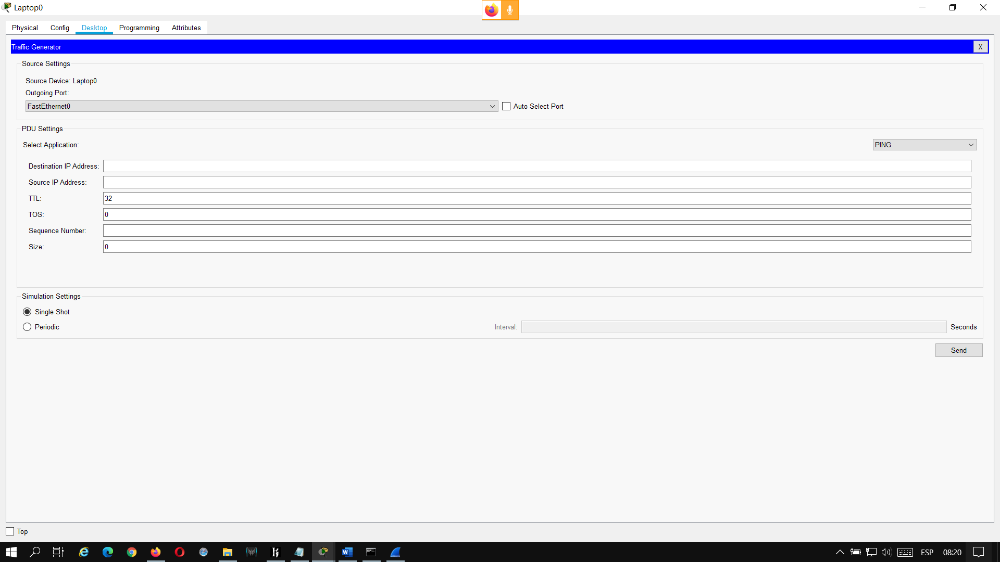 Laptop0
Physical Config Desktop Programming Attributes
Traffic Generator X
Source Settings
Source Device: Laptop0
Outgoing Port:
FastEthernet0 Auto Select Port
PDU Settings
Select Application: PING
Destination IP Address:
Source IP Address:
TTL: 32
TOS: 0
Sequence Number:
Size: 0
Simulation Settings
Single Shot
Periodic Interval: Seconds
Send
Top
ESP 08:20